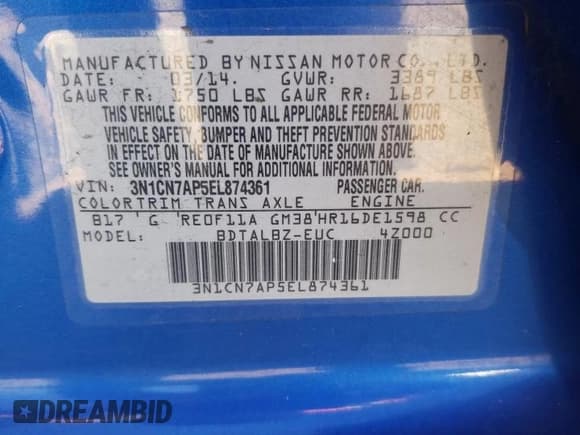 MANUFACTURED BY NISSAN MOTOR CO., LTD.
DATE: 03/14. GVWR: 3389 LBS
GAWR FR: 1750 LBS GAWR RR: 1687 LBS
THIS VEHICLE CONFORMS TO ALL APPLICABLE FEDERAL MOTOR
VEHICLE SAFETY, BUMPER AND THEFT PREVENTION STANDARDS
IN EFFECT ON THE DATE OF MANUFACTURE SHOWN ABOVE.
SEE OWNER'S MANUAL FOR ADDITIONAL INFORMATION.
VIN: 3N1CN7AP5EL874361 PASSENGER CAR.
COLOR TRIM TRANS AXLE ENGINE
B17 G RE0F11A GM38 HR16DE1598 CC
MODEL: BDTALBZ-EUC 4Z000
3N1CN7AP5EL874361
DREAMBID